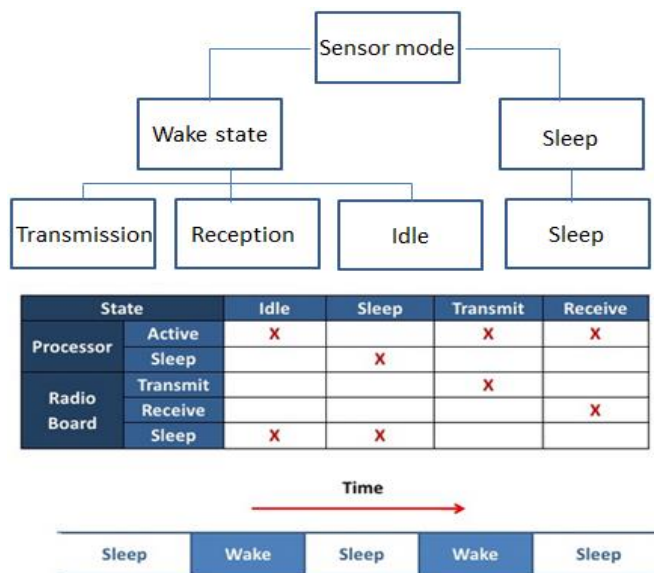 Sensor mode
Wake state
Sleep
Transmission
Reception
Idle
Sleep
State Idle Sleep Transmit Receive
Processor Active X X X
Sleep X
Radio Board Transmit X
Receive X
Sleep X X
Time
Sleep Wake Sleep Wake Sleep